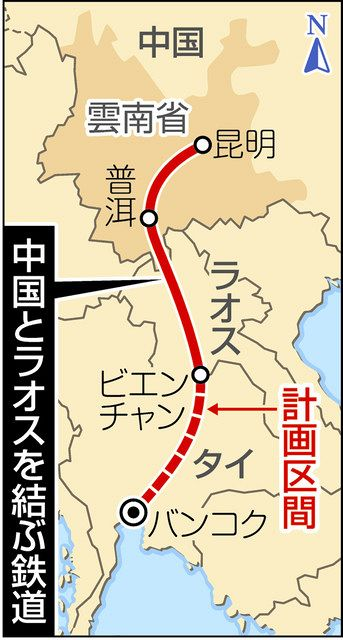 N
中国
雲南省
昆明
普
洱
中国とラオスを結ぶ鉄道
ラオス
ビエン
チャン
計画区間
タイ
バンコク